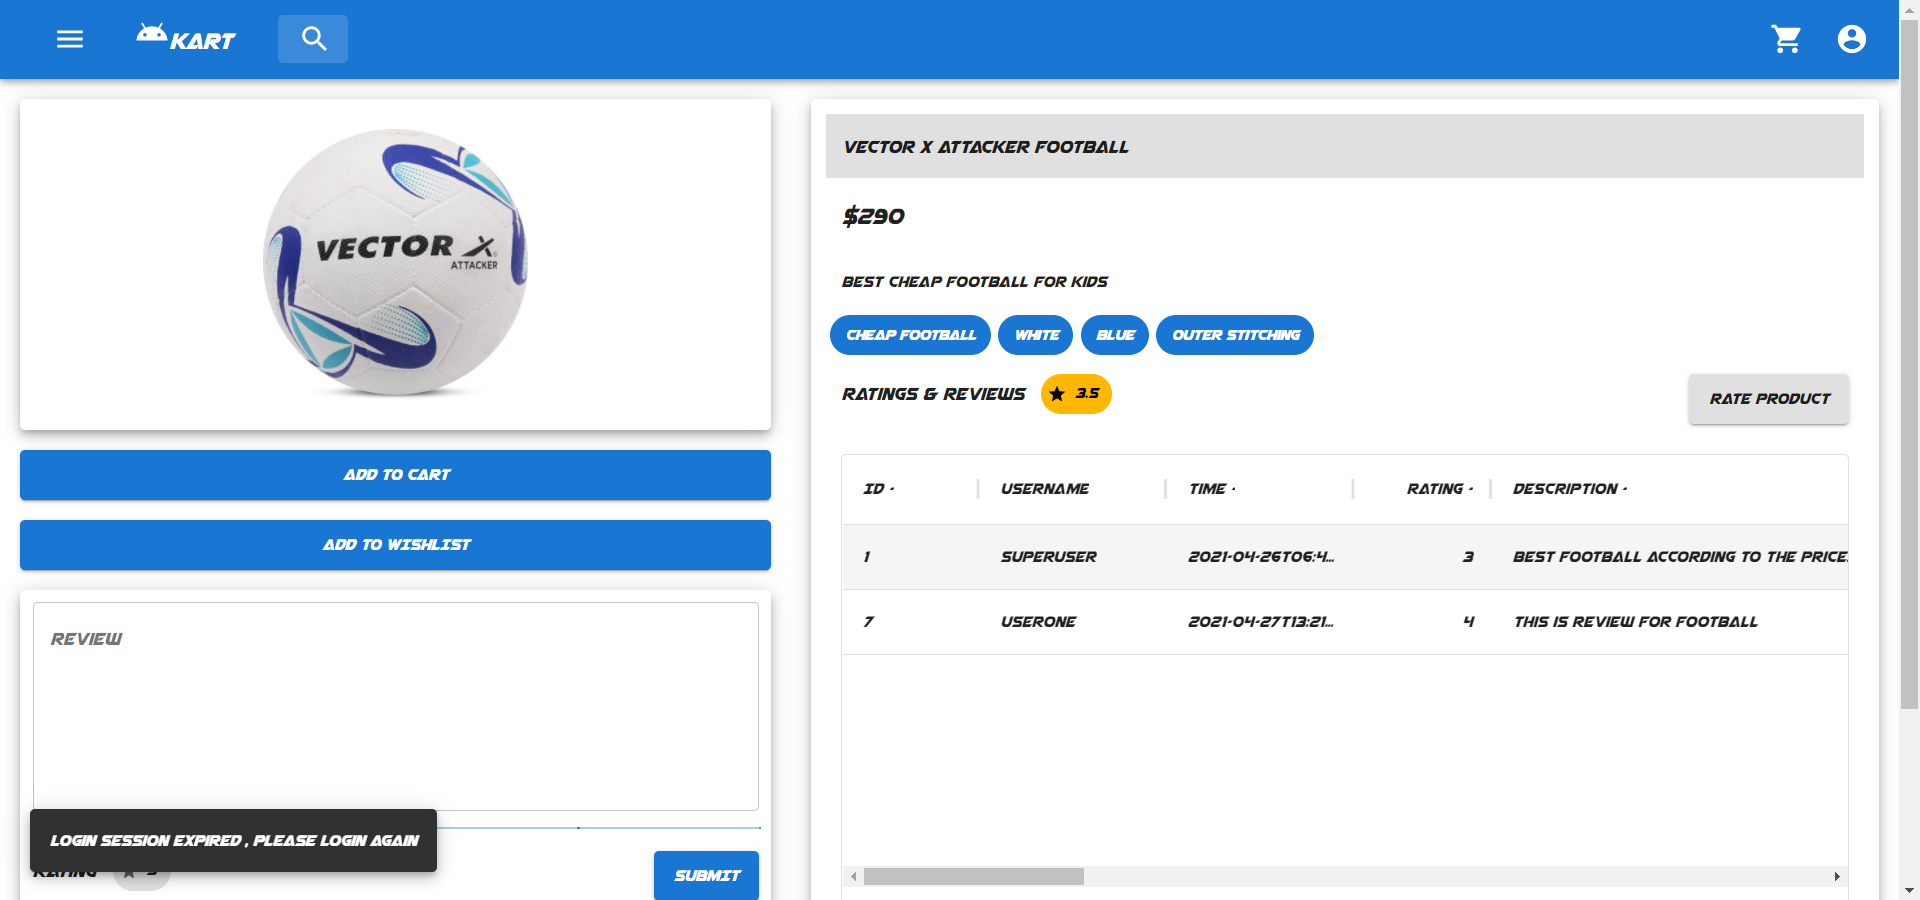 KART
VECTOR X
ATTACKER
ADD TO CART
ADD TO WISHLIST
REVIEW
LOGIN SESSION EXPIRED , PLEASE LOGIN AGAIN
SUBMIT
VECTOR X ATTACKER FOOTBALL
$290
BEST CHEAP FOOTBALL FOR KIDS
CHEAP FOOTBALL WHITE BLUE OUTER STITCHING
RATINGS & REVIEWS 3.5 RATE PRODUCT
ID USERNAME TIME RATING DESCRIPTION
1 SUPERUSER 2021-04-26T06:4... 3 BEST FOOTBALL ACCORDING TO THE PRICE.
7 USERONE 2021-04-27T13:21... 4 THIS IS REVIEW FOR FOOTBALL